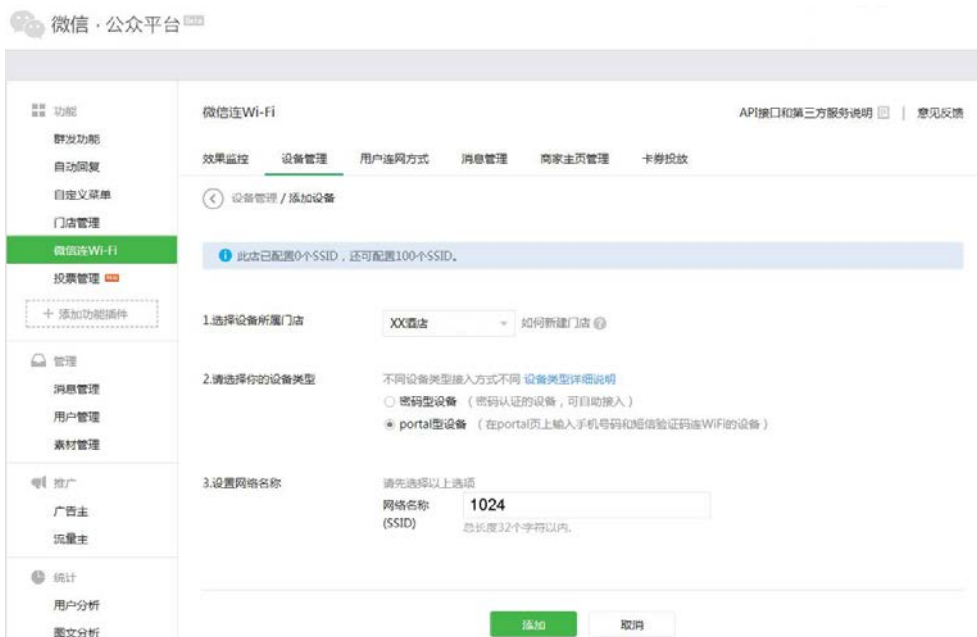 微信·公众平台 Beta
功能
群发功能
自动回复
自定义菜单
门店管理
微信连Wi-Fi
投票管理
添加功能插件
管理
消息管理
用户管理
素材管理
推广
广告主
流量主
统计
用户分析
图文分析
微信连Wi-Fi
API接口和第三方服务说明 | 意见反馈
效果监控 设备管理 用户连网方式 消息管理 商家主页管理 卡券投放
设备管理 / 添加设备
此店已配置0个SSID，还可配置100个SSID。
1.选择设备所属门店 XX酒店 如何新建门店
2.请选择你的设备类型 不同设备类型接入方式不同 设备类型详细说明
密码型设备 （密码认证的设备，可自助接入）
portal型设备 （在portal页上输入手机号码和短信验证码连WiFi的设备）
3.设置网络名称 请先选择以上选项
网络名称 1024
(SSID) 总长度32个字符以内。
添加 取消